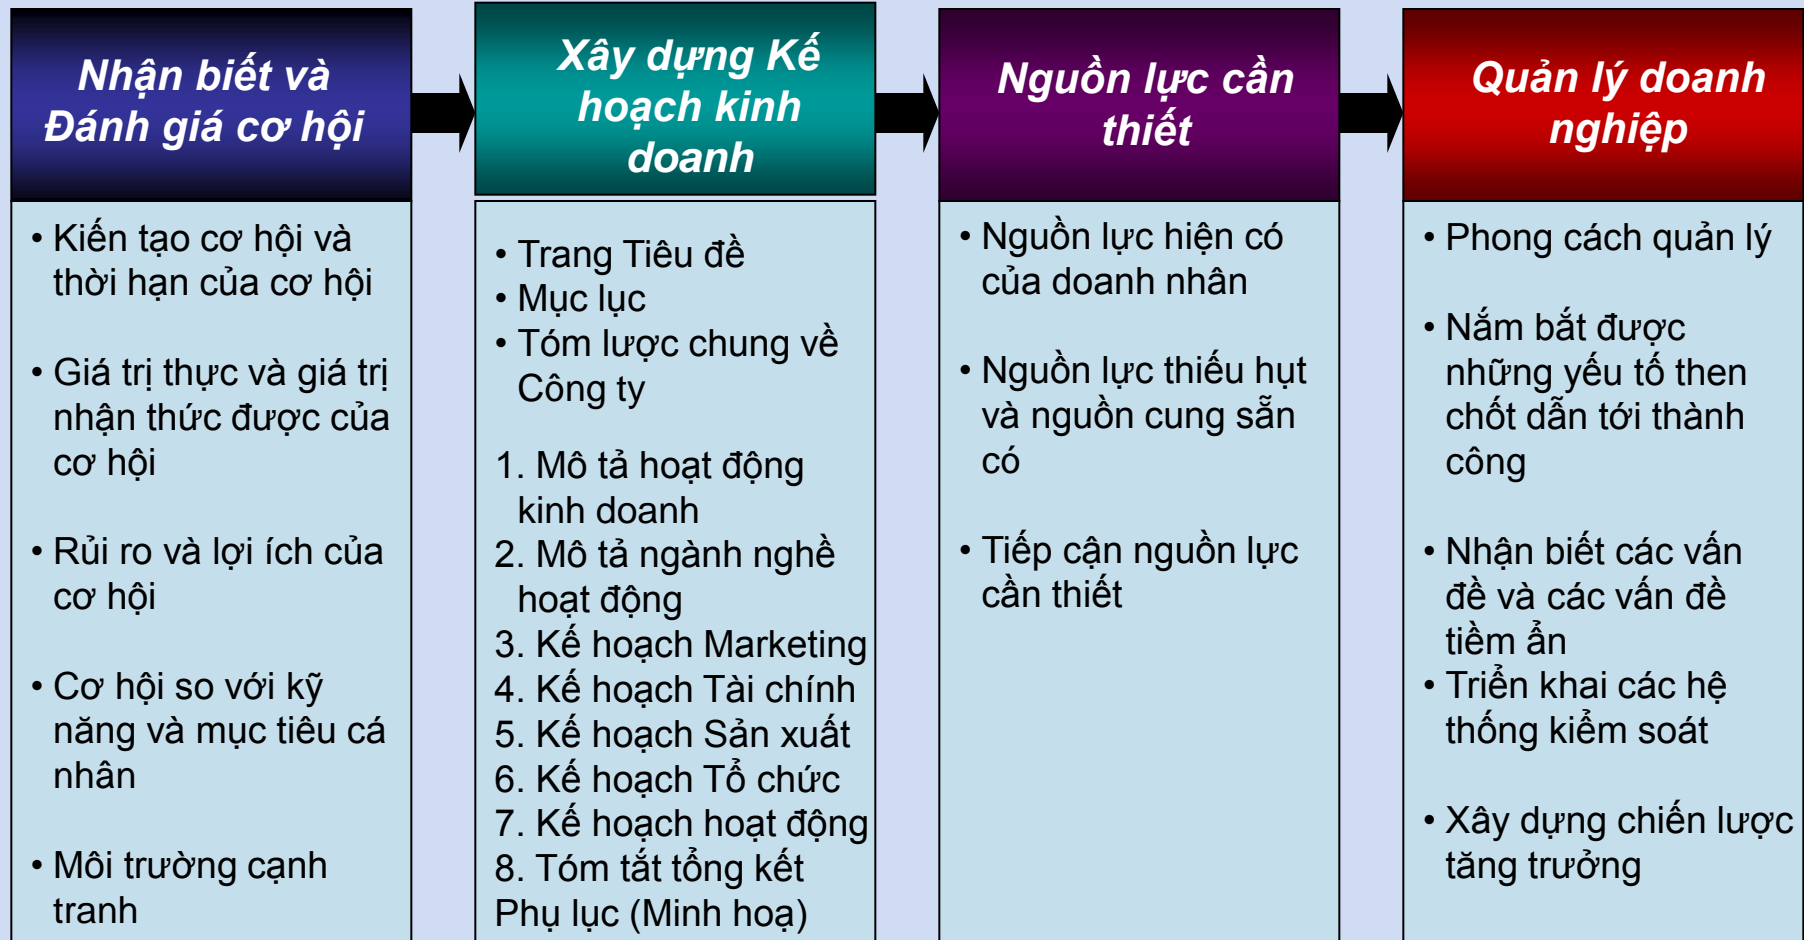 Nhận biết và
Đánh giá cơ hội
• Kiến tạo cơ hội và
thời hạn của cơ hội
• Giá trị thực và giá trị
nhận thức được của
cơ hội
• Rủi ro và lợi ích của
cơ hội
• Cơ hội so với kỹ
năng và mục tiêu cá
nhân
• Môi trường cạnh
tranh
Xây dựng Kế
hoạch kinh
doanh
• Trang Tiêu đề
• Mục lục
• Tóm lược chung về
Công ty
1. Mô tả hoạt động
kinh doanh
2. Mô tả ngành nghề
hoạt động
3. Kế hoạch Marketing
4. Kế hoạch Tài chính
5. Kế hoạch Sản xuất
6. Kế hoạch Tổ chức
7. Kế hoạch hoạt động
8. Tóm tắt tổng kết
Phụ lục (Minh hoạ)
Nguồn lực cần
thiết
• Nguồn lực hiện có
của doanh nhân
• Nguồn lực thiếu hụt
và nguồn cung sẵn
có
• Tiếp cận nguồn lực
cần thiết
Quản lý doanh
nghiệp
• Phong cách quản lý
• Nắm bắt được
những yếu tố then
chốt dẫn tới thành
công
• Nhận biết các vấn
đề và các vấn đề
tiềm ẩn
• Triển khai các hệ
thống kiểm soát
• Xây dựng chiến lược
tăng trưởng